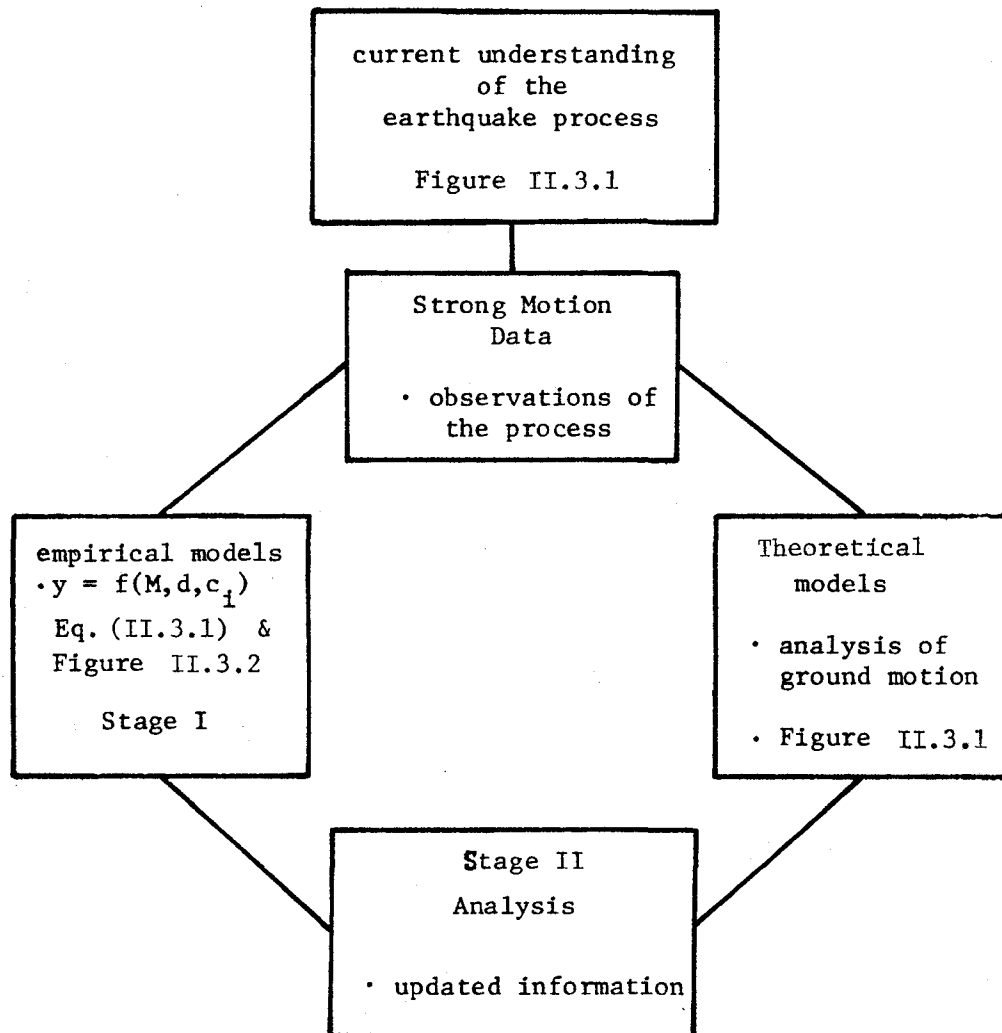 current understanding
of the
earthquake process
Figure II.3.1
Strong Motion
Data
· observations of
the process
empirical models
· y = f(M,d,c_i)
Eq. (II.3.1) &
Figure II.3.2
Stage I
Theoretical
models
· analysis of
ground motion
· Figure II.3.1
Stage II
Analysis
· updated information